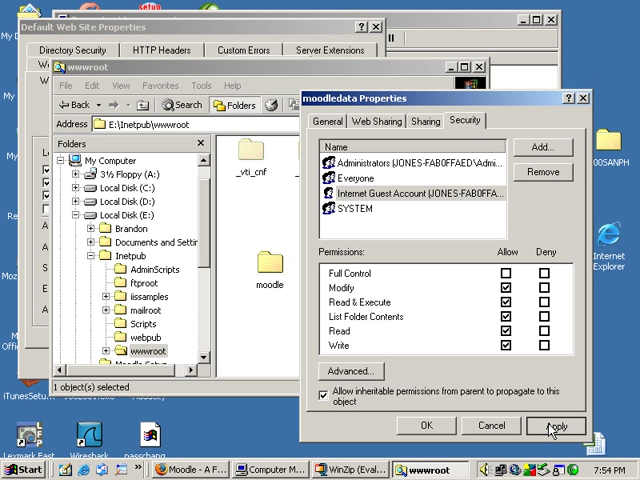 Setup
Default Web Site Properties
Directory Security
HTTP Headers
Custom Errors
Server Extensions
wwwroot
File Edit View Favorites Tools
Back
Search
Folders
Address
E:\Inetpub\wwwroot
Folders
My Computer
3½ Floppy (A:)
Local Disk (C:)
Local Disk (D:)
Local Disk (E:)
Brandon
Documents and Settir
Inetpub
AdminScripts
ftproot
iissamples
mailroot
Scripts
webpub
wwwroot
_vti_cnf
moodle
1 object(s) selected
moodledata Properties
General
Web Sharing
Sharing
Security
Name
Administrators (JONES-FAB0FFAED\Admi...
Everyone
Internet Guest Account (JONES-FAB0FFA...
SYSTEM
Add...
Remove
Permissions:
Allow
Deny
Full Control
Modify
Read & Execute
List Folder Contents
Read
Write
Advanced...
Allow inheritable permissions from parent to propagate to this
object
OK
Cancel
Apply
00SANPH
Internet
Explorer
iTunesSetu...
Lexmark Fast
Wireshark
passchang
Start
Moodle - A F...
Computer M...
WinZip (Eval...
wwwroot
7:54 PM